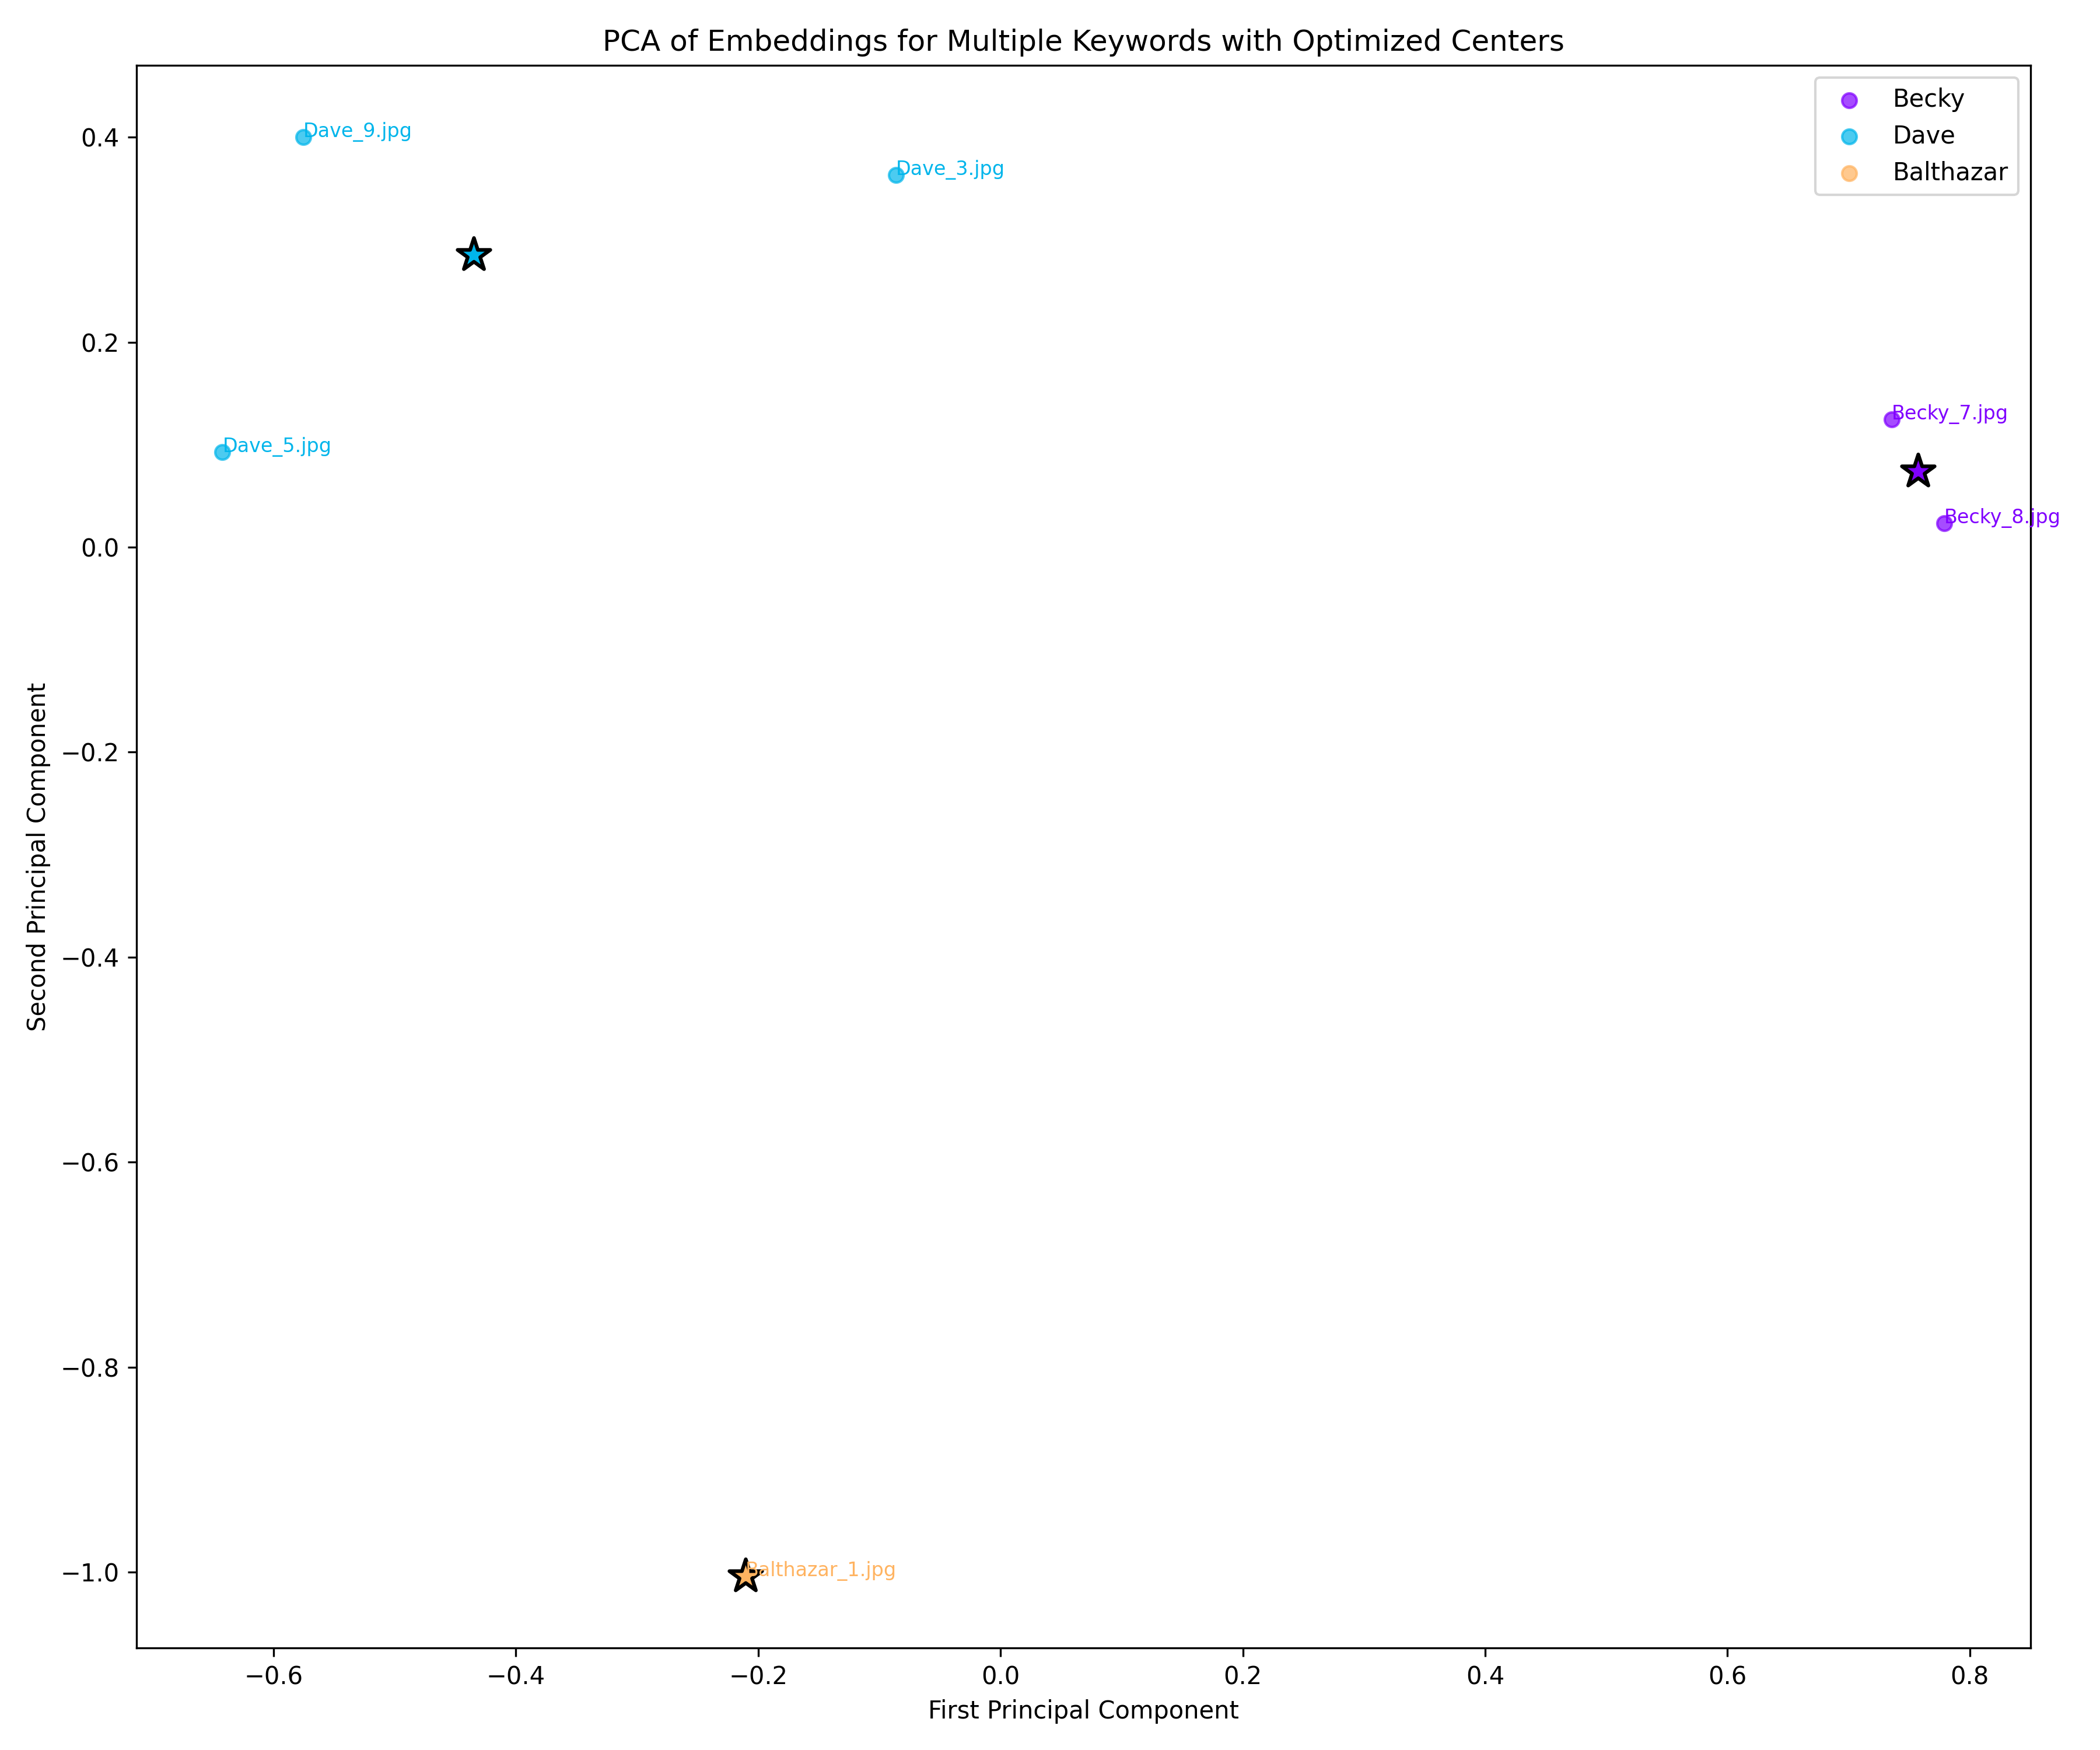 PCA of Embeddings for Multiple Keywords with Optimized Centers
Becky
Dave
Balthazar
Dave_9.jpg
Dave_3.jpg
Becky_7.jpg
Dave_5.jpg
Becky_8.jpg
Balthazar_1.jpg
0.4
0.2
0.0
−0.2
−0.4
−0.6
−0.8
−1.0
Second Principal Component
−0.6 −0.4 −0.2 0.0 0.2 0.4 0.6 0.8
First Principal Component